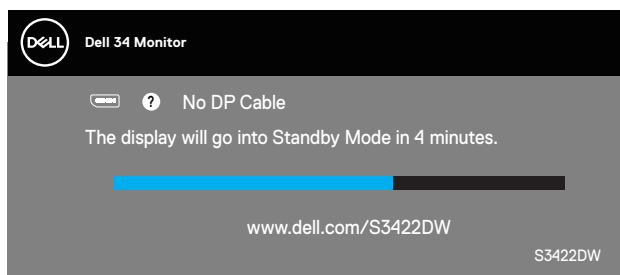 DELL
Dell 34 Monitor
? No DP Cable
The display will go into Standby Mode in 4 minutes.
www.dell.com/S3422DW
S3422DW